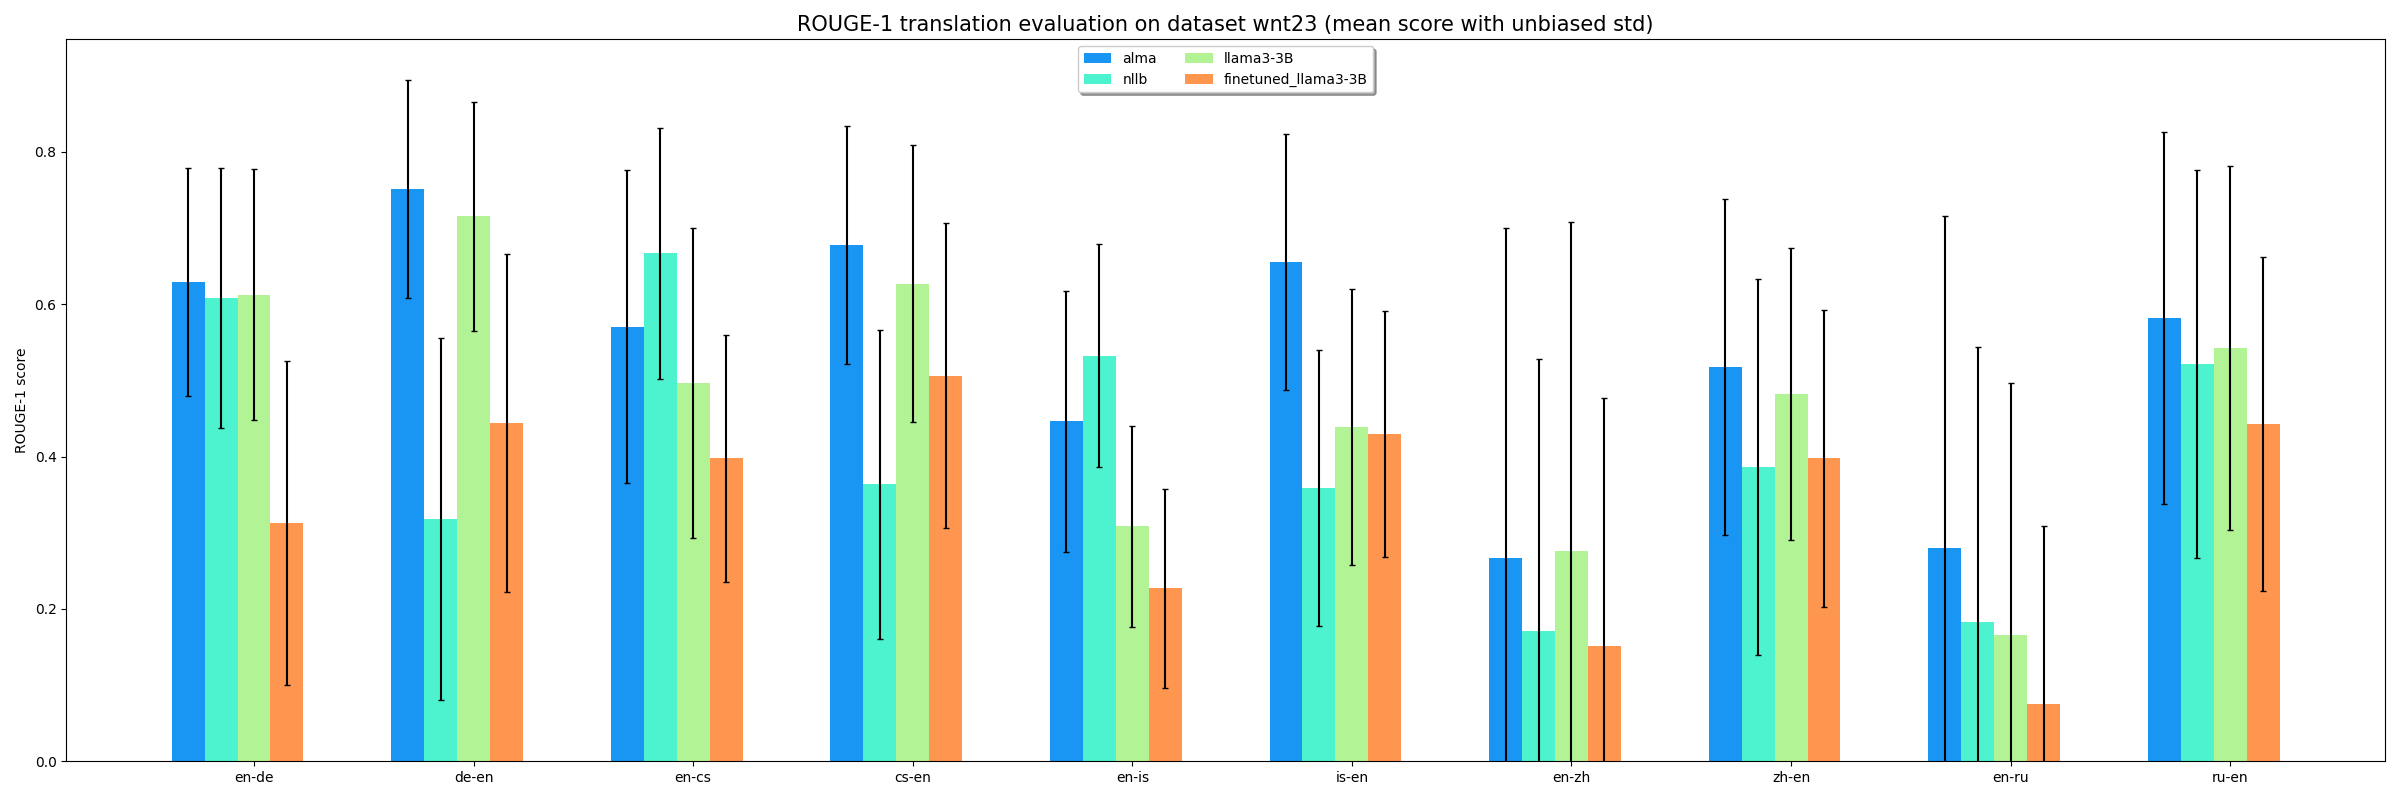 ROUGE-1 translation evaluation on dataset wnt23 (mean score with unbiased std)
alma
nllb
llama3-3B
finetuned_llama3-3B
ROUGE-1 score
0.8
0.6
0.4
0.2
0.0
en-de de-en en-cs cs-en en-is is-en en-zh zh-en en-ru ru-en